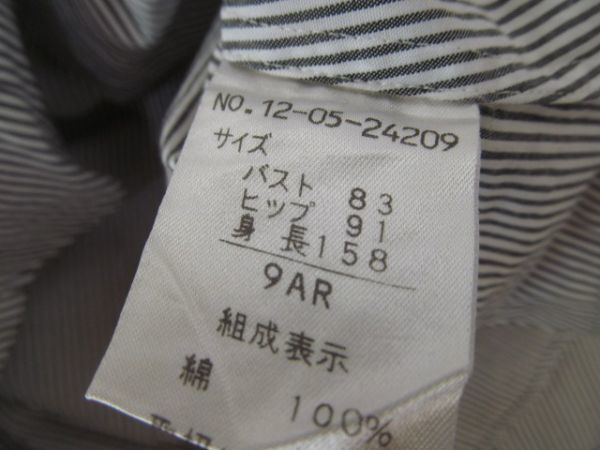 NO. 12-05-24209
サイズ
バスト 83
ヒップ 91
身長158
9AR
組成表示
綿 100%